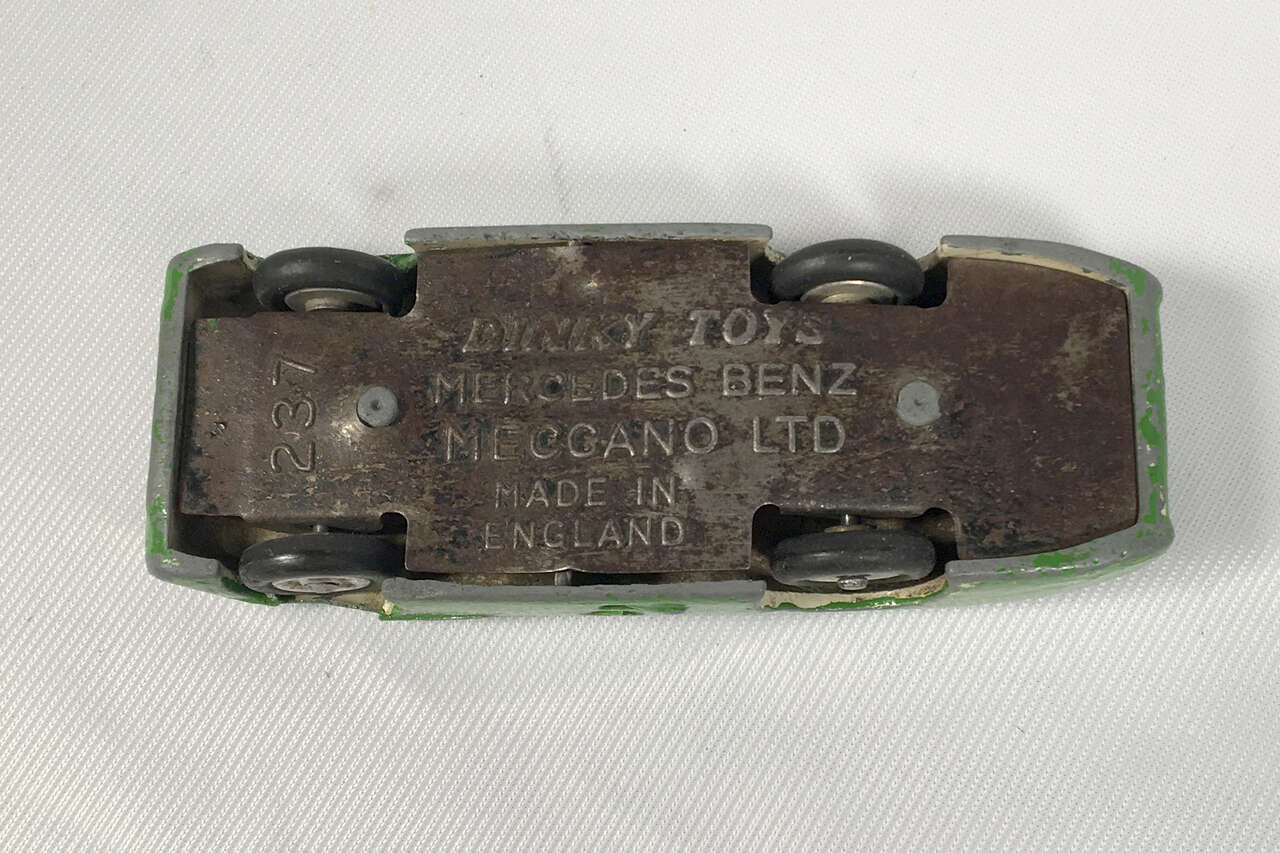 DINKY TOYS
MERCEDES BENZ
MECCANO LTD
MADE IN
ENGLAND
237